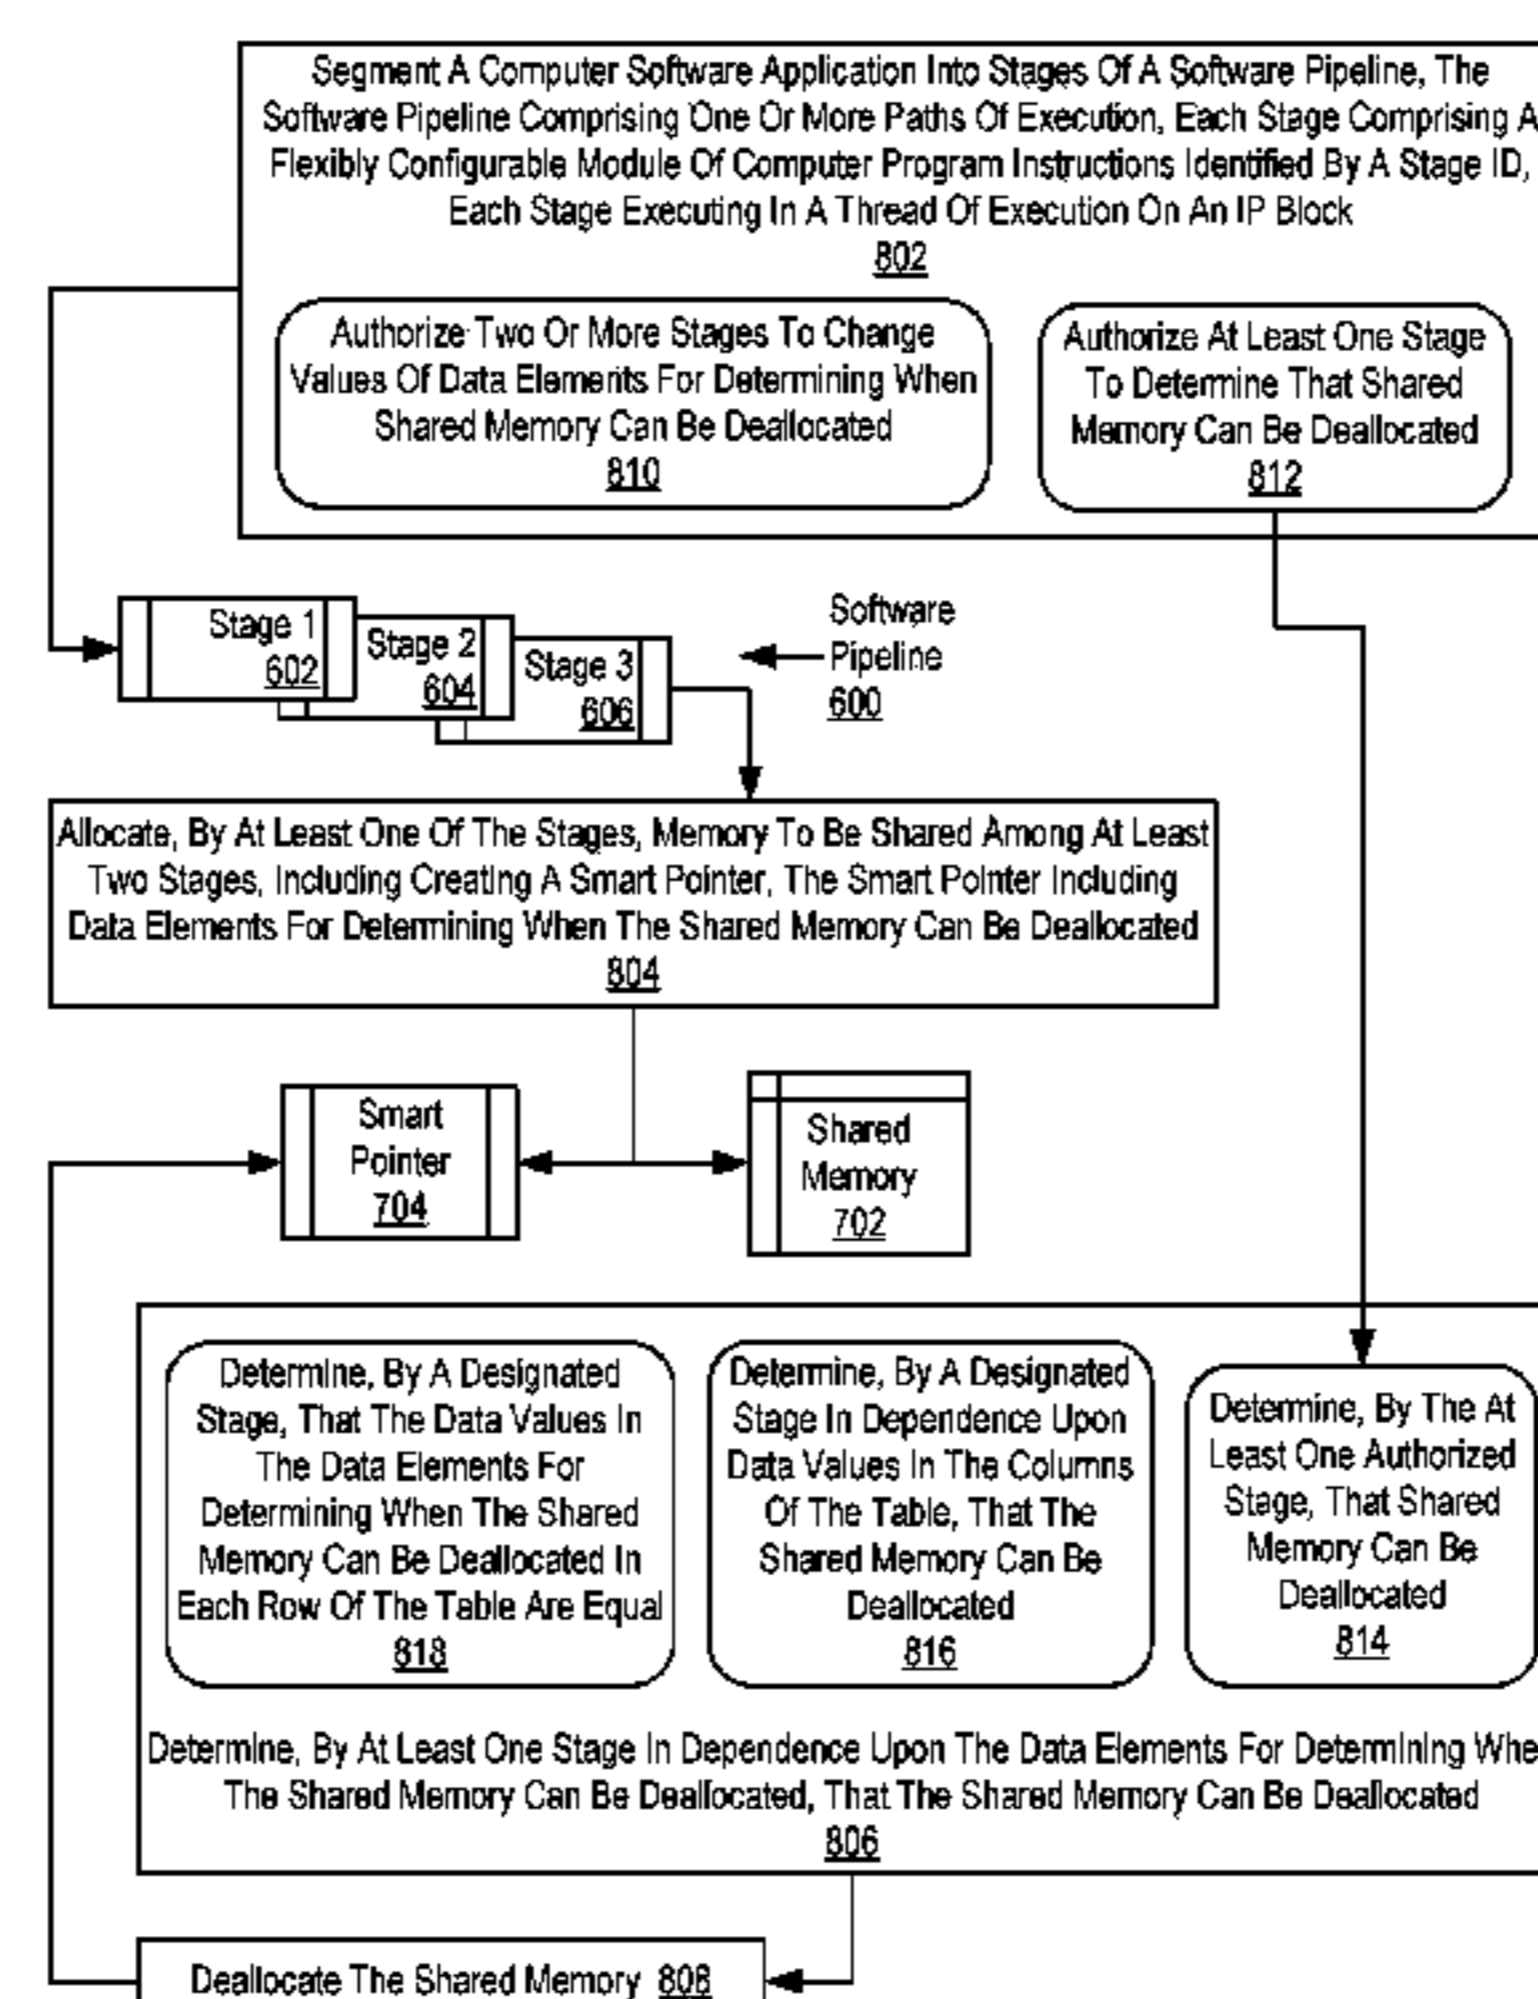 Segment A Computer Software Application Into Stages Of A Software Pipeline, The
Software Pipeline Comprising One Or More Paths Of Execution, Each Stage Comprising A
Flexibly Configurable Module Of Computer Program Instructions Identified By A Stage ID,
Each Stage Executing In A Thread Of Execution On An IP Block
802
Authorize Two Or More Stages To Change
Values Of Data Elements For Determining When
Shared Memory Can Be Deallocated
810
Authorize At Least One Stage
To Determine That Shared
Memory Can Be Deallocated
812
Stage 1
602
Stage 2
604
Stage 3
606
Software
Pipeline
600
Allocate, By At Least One Of The Stages, Memory To Be Shared Among At Least
Two Stages, Including Creating A Smart Pointer, The Smart Pointer Including
Data Elements For Determining When The Shared Memory Can Be Deallocated
804
Smart
Pointer
704
Shared
Memory
702
Determine, By A Designated
Stage, That The Data Values In
The Data Elements For
Determining When The Shared
Memory Can Be Deallocated In
Each Row Of The Table Are Equal
818
Determine, By A Designated
Stage In Dependence Upon
Data Values In The Columns
Of The Table, That The
Shared Memory Can Be
Deallocated
816
Determine, By The At
Least One Authorized
Stage, That Shared
Memory Can Be
Deallocated
814
Determine, By At Least One Stage In Dependence Upon The Data Elements For Determining Whe
The Shared Memory Can Be Deallocated, That The Shared Memory Can Be Deallocated
806
Deallocate The Shared Memory 808